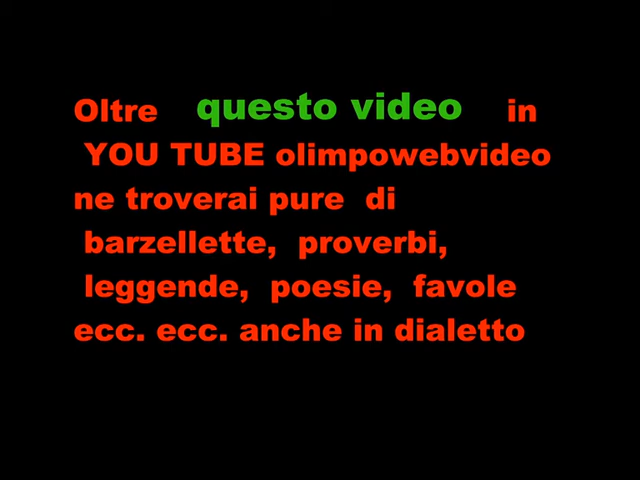 Oltre questo video in
YOU TUBE olimpowebvideo
ne troverai pure di
barzellette, proverbi,
leggende, poesie, favole
ecc. ecc. anche in dialetto